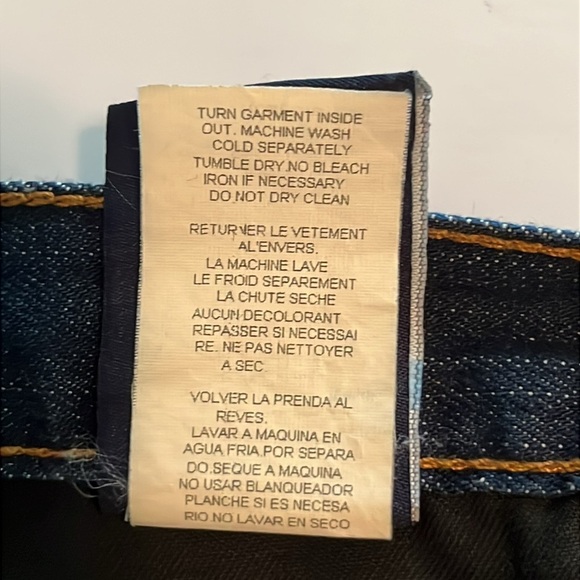 TURN GARMENT INSIDE
OUT. MACHINE WASH
COLD SEPARATELY
TUMBLE DRY.NO BLEACH
IRON IF NECESSARY
DO NOT DRY CLEAN
RETURNER LE VETEMENT
AL'ENVERS.
LA MACHINE LAVE
LE FROID SEPAREMENT
LA CHUTE SECHE
AUCUN DECOLORANT
REPASSER SI NECESSAI
RE. NE PAS NETTOYER
A SEC
VOLVER LA PRENDA AL
REVES.
LAVAR A MAQUINA EN
AGUA FRIA.POR SEPARA
DO.SEQUE A MAQUINA
NO USAR BLANQUEADOR
PLANCHE SI ES NECESA
RIO NO LAVAR EN SECO